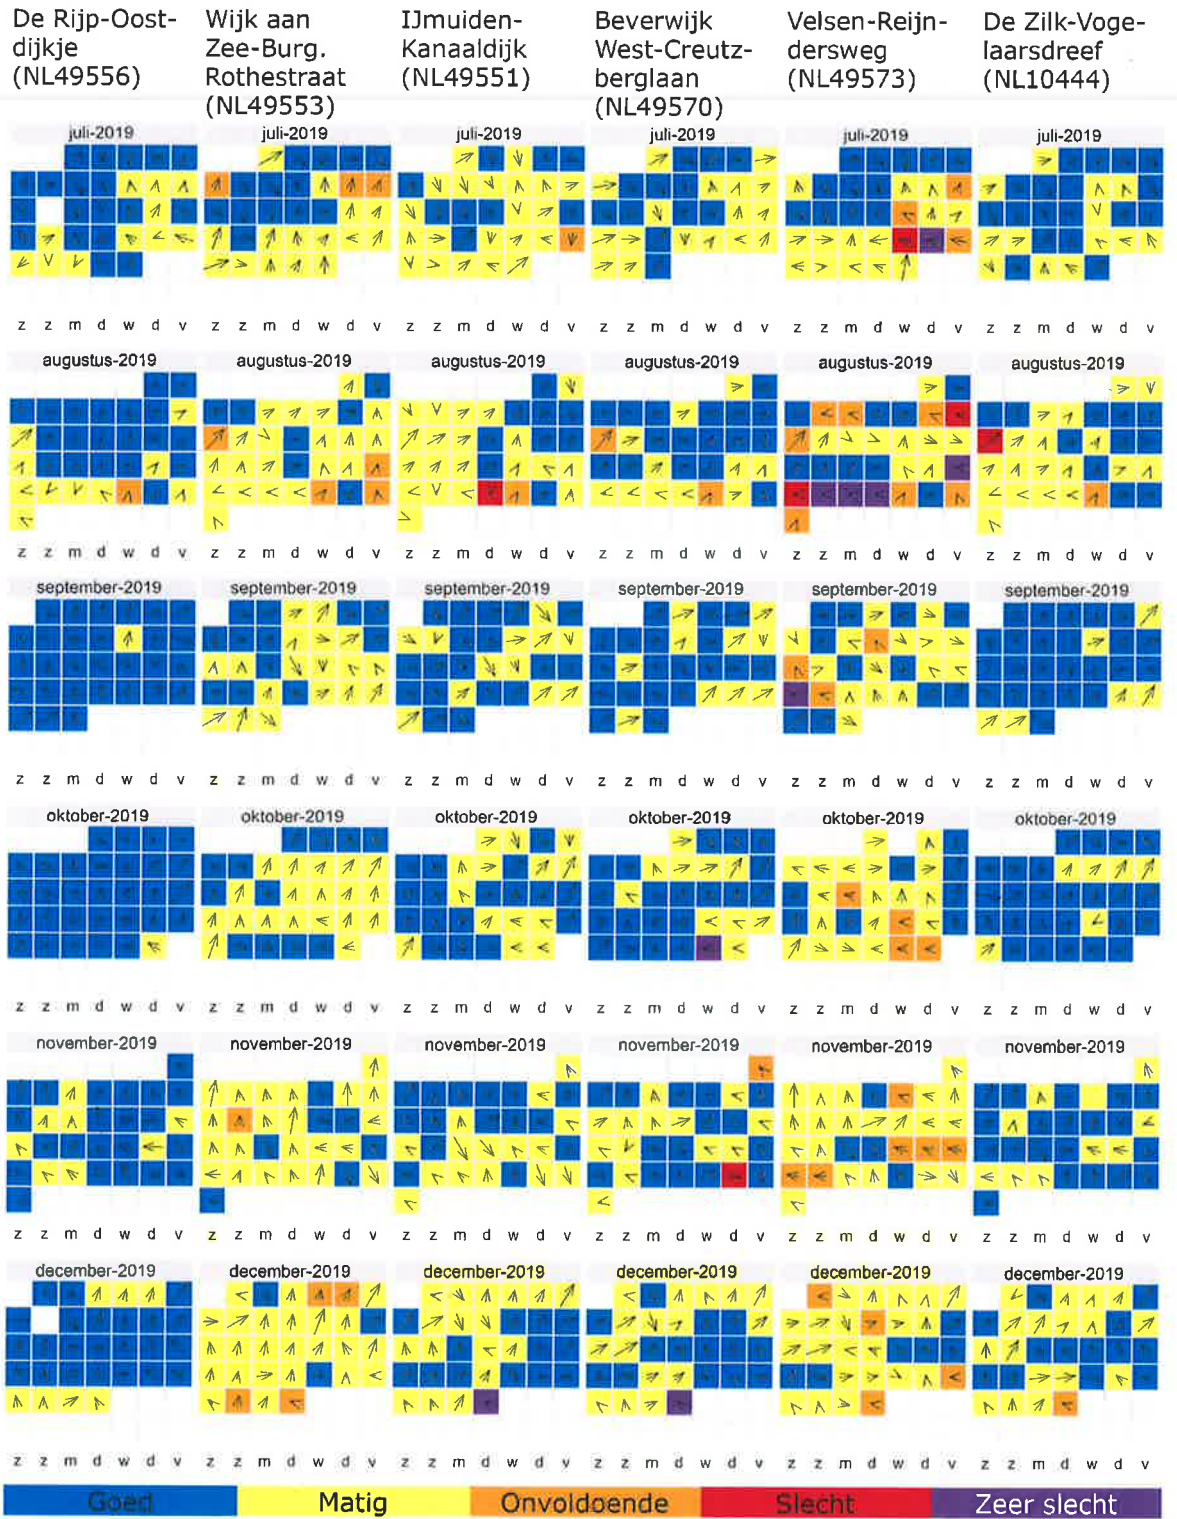 De Rijp-Oost-
dijkje
(NL49556)
Wijk aan
Zee-Burg.
Rothestraat
(NL49553)
IJmuiden-
Kanaaldijk
(NL49551)
Beverwijk
West-Creutz-
berglaan
(NL49570)
Velsen-Reijn-
dersweg
(NL49573)
De Zilk-Voge-
laarsdreef
(NL10444)
juli-2019 juli-2019 juli-2019 juli-2019 juli-2019 juli-2019
z z m d w d v z z m d w d v z z m d w d v z z m d w d v z z m d w d v z z m d w d v
augustus-2019 augustus-2019 augustus-2019 augustus-2019 augustus-2019 augustus-2019
z z m d w d v z z m d w d v z z m d w d v z z m d w d v z z m d w d v z z m d w d v
september-2019 september-2019 september-2019 september-2019 september-2019 september-2019
z z m d w d v z z m d w d v z z m d w d v z z m d w d v z z m d w d v z z m d w d v
oktober-2019 oktober-2019 oktober-2019 oktober-2019 oktober-2019 oktober-2019
z z m d w d v z z m d w d v z z m d w d v z z m d w d v z z m d w d v z z m d w d v
november-2019 november-2019 november-2019 november-2019 november-2019 november-2019
z z m d w d v z z m d w d v z z m d w d v z z m d w d v z z m d w d v z z m d w d v
december-2019 december-2019 december-2019 december-2019 december-2019 december-2019
z z m d w d v z z m d w d v z z m d w d v z z m d w d v z z m d w d v z z m d w d v
Goed Matig Onvoldoende Slecht Zeer slecht